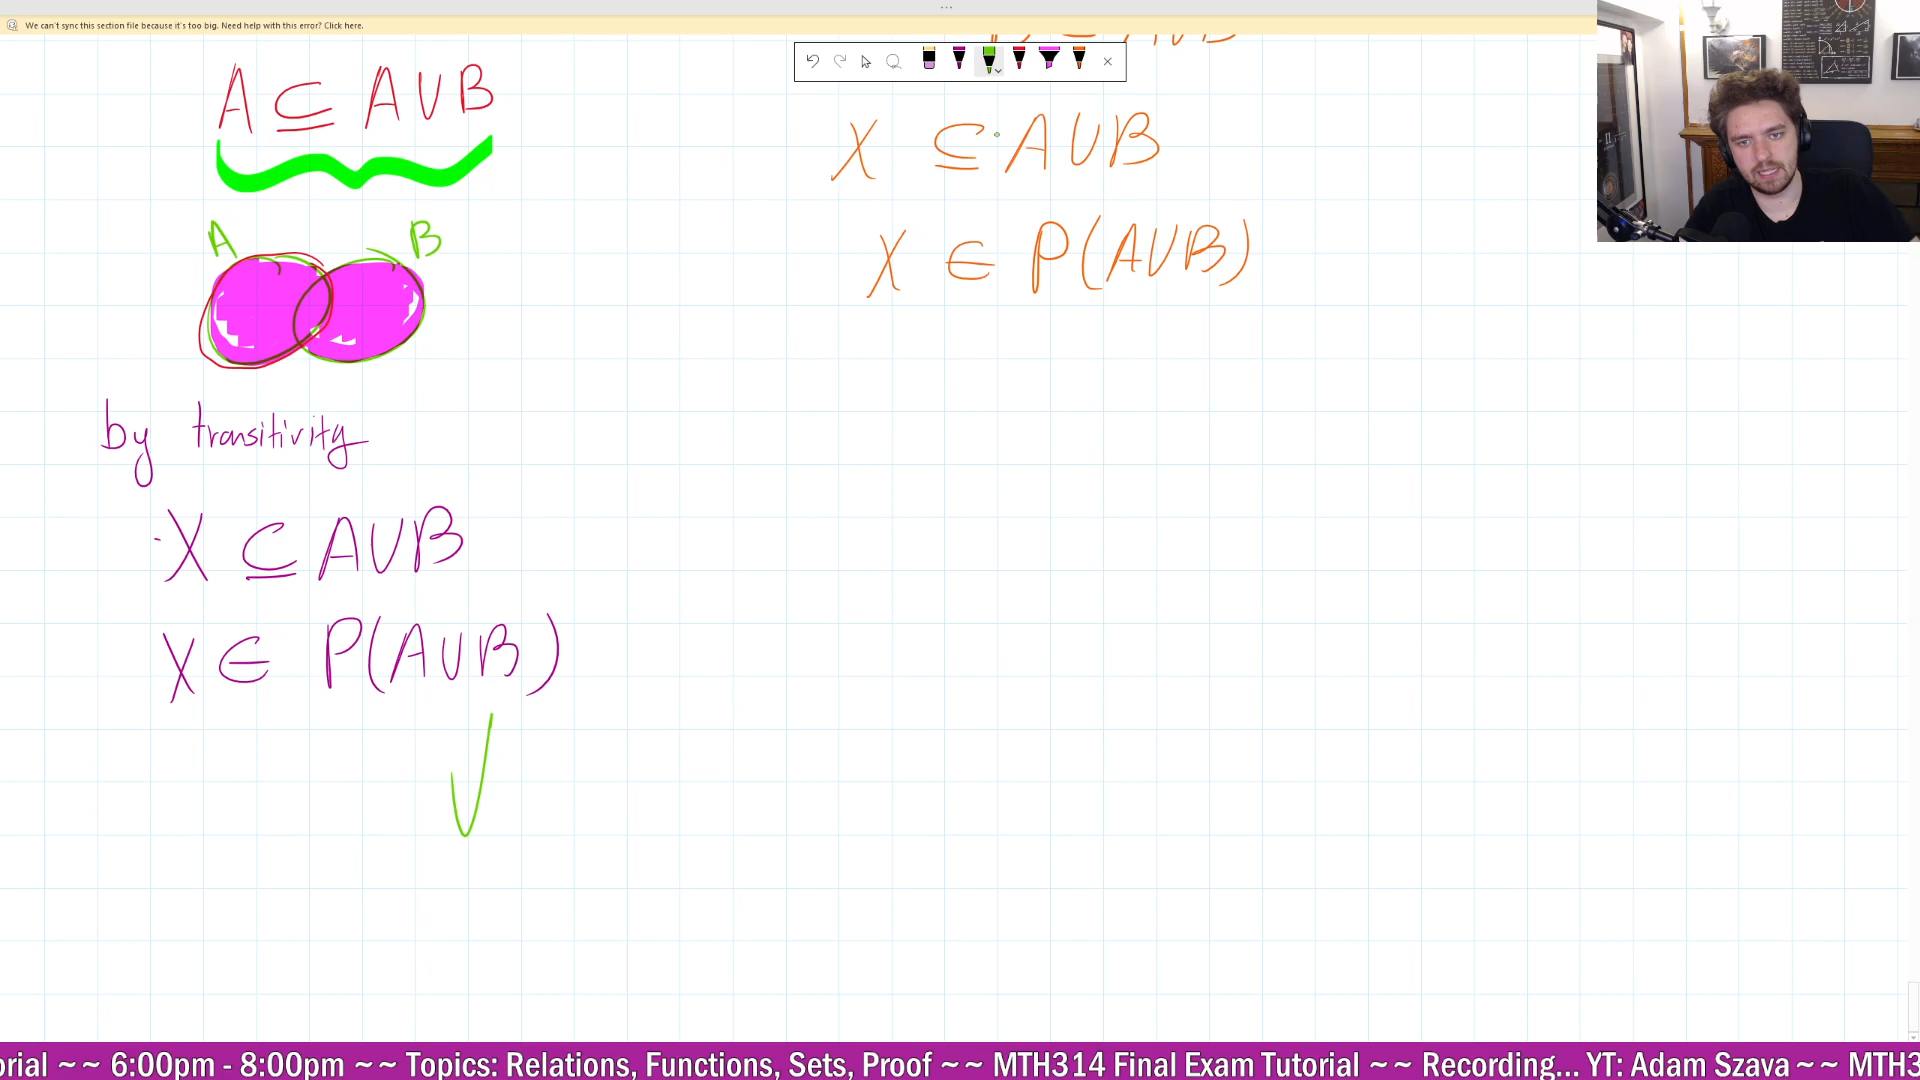 We can't sync this section file because it's too big. Need help with this error? Click here.
A ⊆ A ∪ B
A B
by transitivity
X ⊆ A ∪ B
X ∈ P(A ∪ B)
X ⊆ A ∪ B
X ∈ P(A ∪ B)
orial ~~ 6:00pm - 8:00pm ~~ Topics: Relations, Functions, Sets, Proof ~~ MTH314 Final Exam Tutorial ~~ Recording... YT: Adam Szava ~~ MTH3